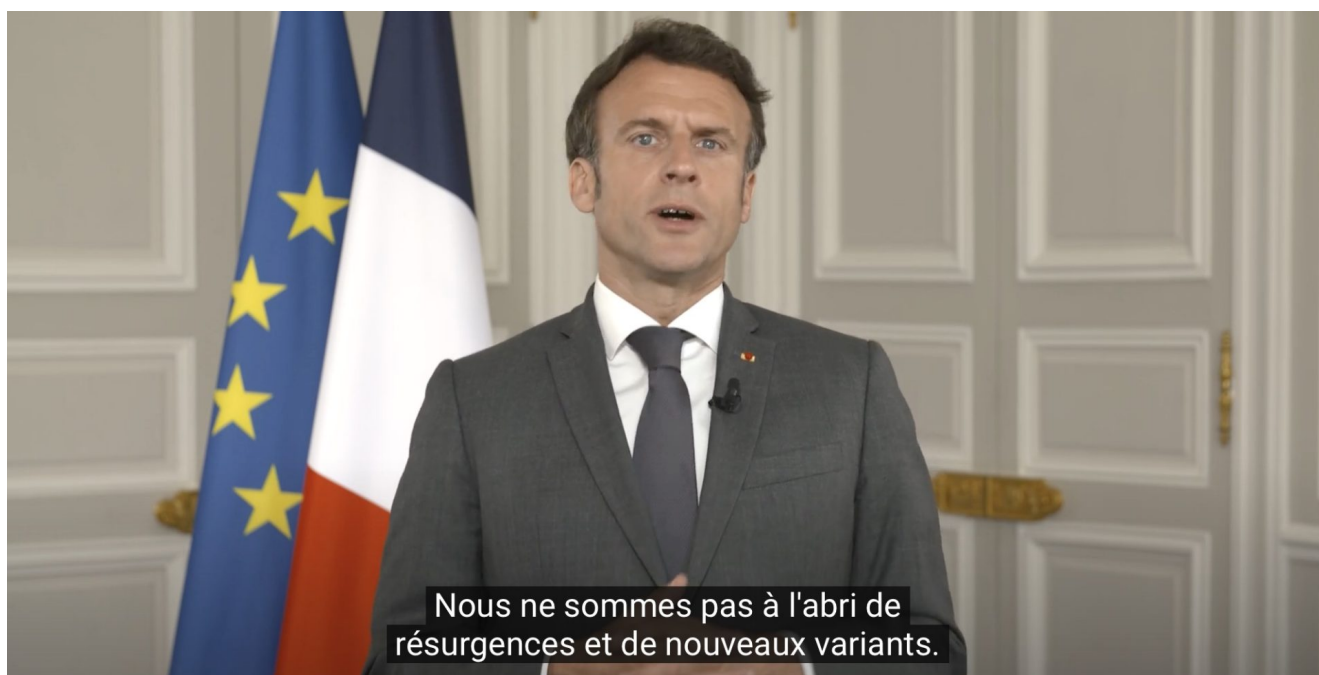 Nous ne sommes pas à l'abri de
résurgences et de nouveaux variants.